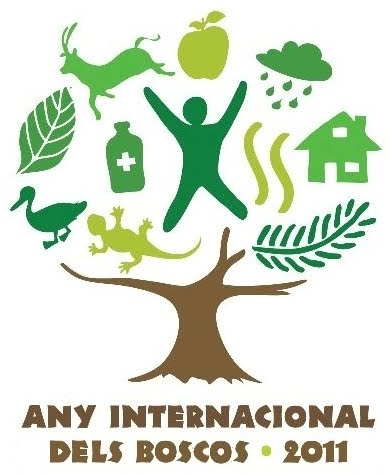 ANY INTERNACIONAL
DELS BOSCOS • 2011